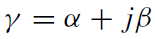 γ = α + jβ